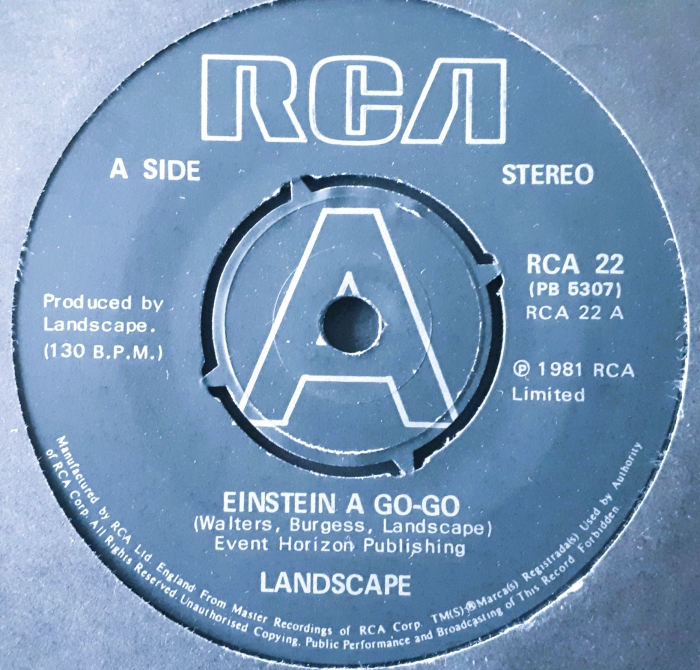 RCA
A SIDE
STEREO
A
RCA 22
(PB 5307)
RCA 22 A
Produced by
Landscape.
(130 B.P.M.)
℗ 1981 RCA
Limited
EINSTEIN A GO-GO
(Walters, Burgess, Landscape)
Event Horizon Publishing
LANDSCAPE
Manufactured by RCA Ltd. England From Master Recordings of RCA Corp. TM(S)®Marca(s) Registrada(s) Used by Authority
of RCA Corp. All Rights Reserved. Unauthorised Copying, Public Performance and Broadcasting of This Record Forbidden